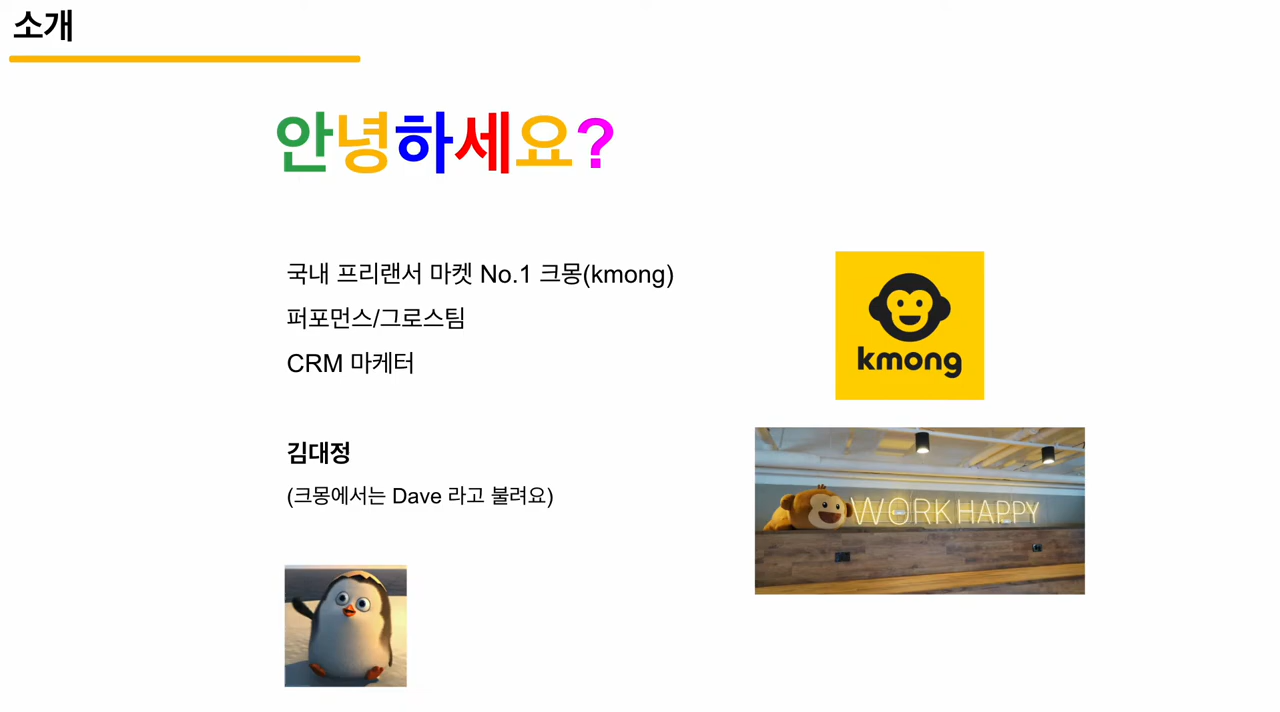 소개
안녕하세요?
국내 프리랜서 마켓 No.1 크몽(kmong)
퍼포먼스/그로스팀
CRM 마케터
김대정
(크몽에서는 Dave 라고 불려요)
kmong
WORK HAPPY